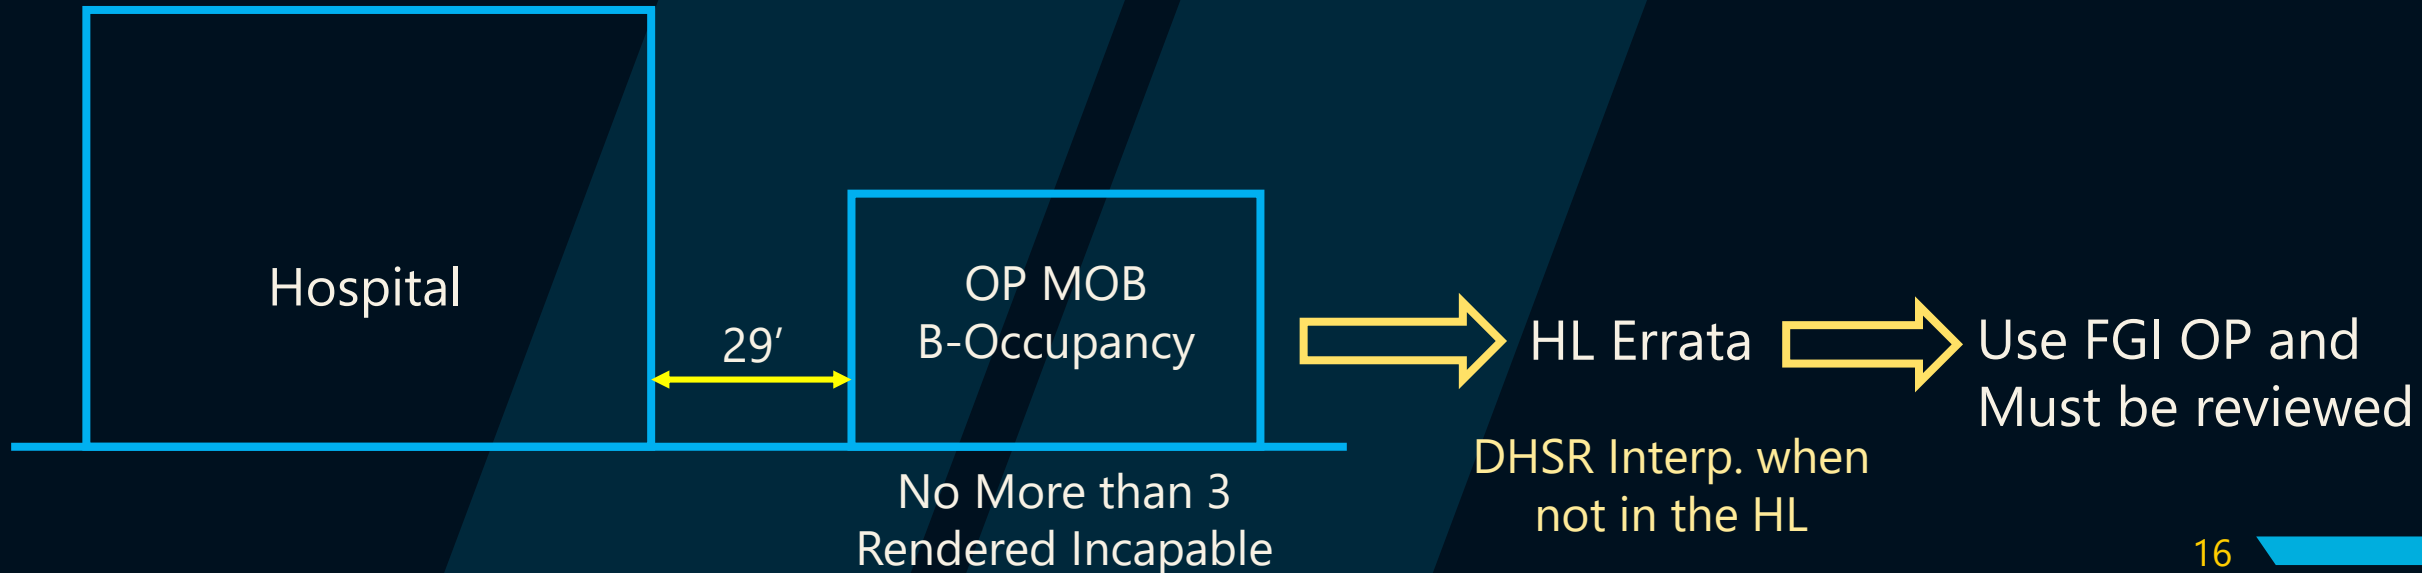 Hospital
29′
OP MOB
B-Occupancy
No More than 3
Rendered Incapable
HL Errata
DHSR Interp. when
not in the HL
Use FGI OP and
Must be reviewed
16